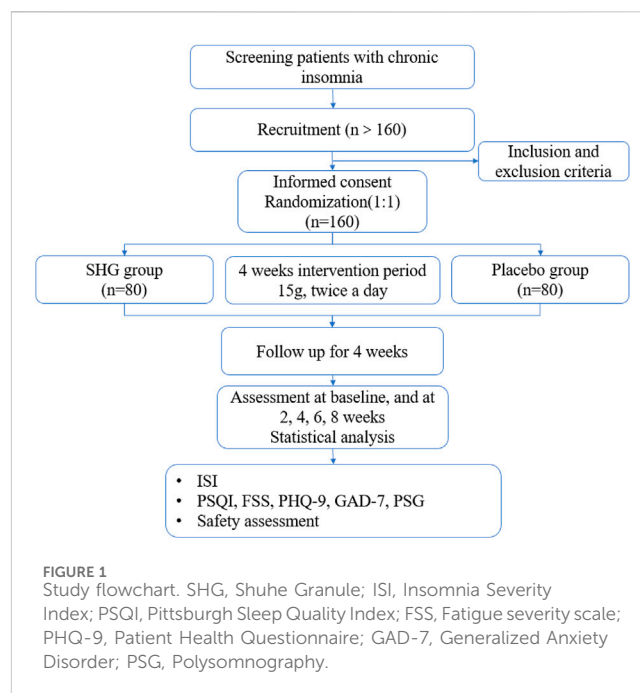 Screening patients with chronic
insomnia
Recruitment (n > 160)
Inclusion and
exclusion criteria
Informed consent
Randomization(1:1)
(n=160)
SHG group
(n=80)
4 weeks intervention period
15g, twice a day
Placebo group
(n=80)
Follow up for 4 weeks
Assessment at baseline, and at
2, 4, 6, 8 weeks
Statistical analysis
• ISI
• PSQI, FSS, PHQ-9, GAD-7, PSG
• Safety assessment
FIGURE 1
Study flowchart. SHG, Shuhe Granule; ISI, Insomnia Severity
Index; PSQI, Pittsburgh Sleep Quality Index; FSS, Fatigue severity scale;
PHQ-9, Patient Health Questionnaire; GAD-7, Generalized Anxiety
Disorder; PSG, Polysomnography.